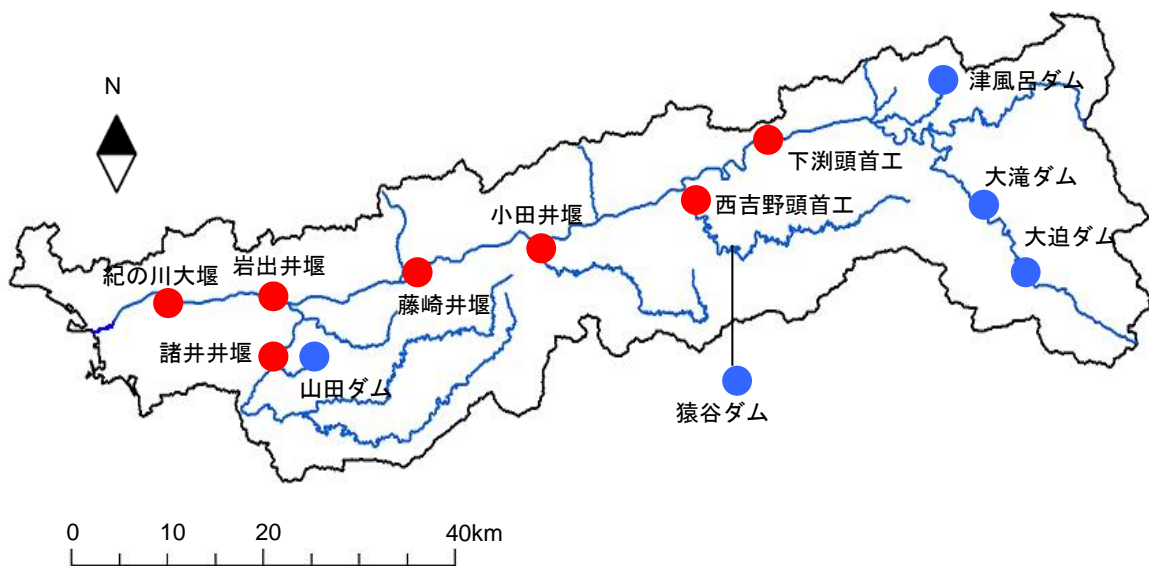 N
津風呂ダム
下渕頭首工
大滝ダム
西吉野頭首工
小田井堰
大迫ダム
紀の川大堰
岩出井堰
藤崎井堰
諸井井堰
山田ダム
猿谷ダム
0 10 20 40km